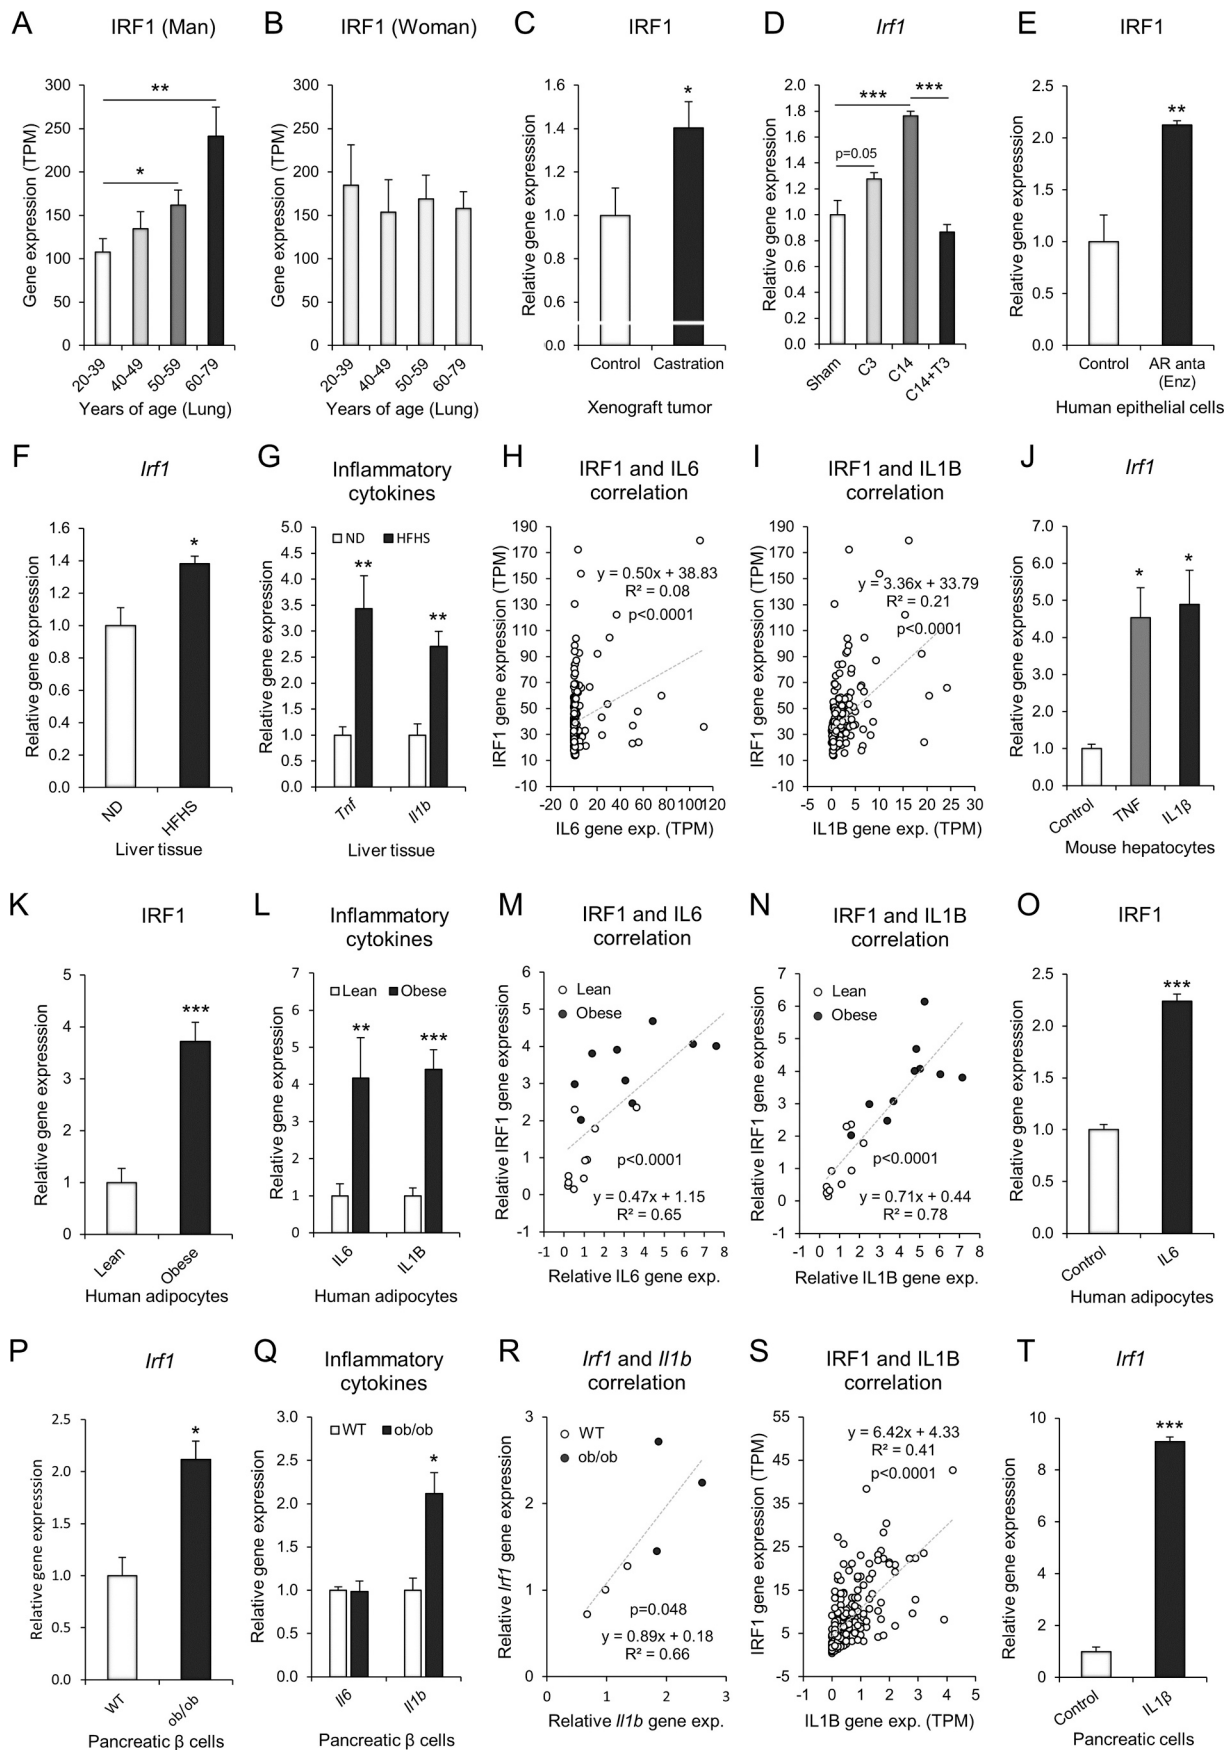 A IRF1 (Man)
Gene expression (TPM)
300
250
200
150
100
50
0
**
*
20-39
40-49
50-59
60-79
Years of age (Lung)
B IRF1 (Woman)
Gene expression (TPM)
300
250
200
150
100
50
0
20-39
40-49
50-59
60-79
Years of age (Lung)
C IRF1
Relative gene expresssion
1.6
1.4
1.2
1.0
0.8
0.6
0.0
*
Control Castration
Xenograft tumor
D Irf1
Relative gene expresssion
2.0
1.8
1.6
1.4
1.2
1.0
0.8
0.6
0.4
0.2
0.0
*** ***
p=0.05
Sham
C3
C14
C14+T3
E IRF1
Relative gene expresssion
2.5
2.0
1.5
1.0
0.5
0.0
**
Control AR anta
(Enz)
Human epithelial cells
F Irf1
Relative gene expresssion
1.6
1.4
1.2
1.0
0.8
0.6
0.4
0.2
0.0
*
ND
HFHS
Liver tissue
G Inflammatory
cytokines
Relative gene expression
5.0
4.5
4.0
3.5
3.0
2.5
2.0
1.5
1.0
0.5
0.0
ND HFHS
**
**
Tnf
Il1b
Liver tissue
H IRF1 and IL6
correlation
IRF1 gene expression (TPM)
190
170
150
130
110
90
70
50
30
10
-10
y = 0.50x + 38.83
R² = 0.08
p<0.0001
-20 0 20 40 60 80 100 120
IL6 gene exp. (TPM)
I IRF1 and IL1B
correlation
IRF1 gene expression (TPM)
190
170
150
130
110
90
70
50
30
10
-10
y = 3.36x + 33.79
R² = 0.21
p<0.0001
-5 0 5 10 15 20 25 30
IL1B gene exp. (TPM)
J Irf1
Relative gene expresssion
7.0
6.0
5.0
4.0
3.0
2.0
1.0
0.0
*
*
Control
TNF
IL1β
Mouse hepatocytes
K IRF1
Relative gene expresssion
5
4
3
2
1
0
***
Lean
Obese
Human adipocytes
L Inflammatory
cytokines
Relative gene expression
7
6
5
4
3
2
1
0
Lean Obese
**
***
IL6
IL1B
Human adipocytes
M IRF1 and IL6
correlation
Relative IRF1 gene expression
6
5
4
3
2
1
0
-1
Lean
Obese
p<0.0001
y = 0.47x + 1.15
R² = 0.65
-1 0 1 2 3 4 5 6 7 8
Relative IL6 gene exp.
N IRF1 and IL1B
correlation
Relative IRF1 gene expression
7
6
5
4
3
2
1
0
-1
Lean
Obese
p<0.0001
y = 0.71x + 0.44
R² = 0.78
-1 0 1 2 3 4 5 6 7 8
Relative IL1B gene exp.
O IRF1
Relative gene expresssion
2.5
2.0
1.5
1.0
0.5
0.0
***
Control
IL6
Human adipocytes
P Irf1
Relative gene expresssion
2.5
2.0
1.5
1.0
0.5
0.0
*
WT
ob/ob
Pancreatic β cells
Q Inflammatory
cytokines
Relative gene expression
3.0
2.5
2.0
1.5
1.0
0.5
0.0
WT ob/ob
*
Il6
Il1b
Pancreatic β cells
R Irf1 and Il1b
correlation
Relative Irf1 gene expression
3
2
1
0
WT
ob/ob
p=0.048
y = 0.89x + 0.18
R² = 0.66
0 1 2 3
Relative Il1b gene exp.
S IRF1 and IL1B
correlation
IRF1 gene expression (TPM)
55
45
35
25
15
5
-5
y = 6.42x + 4.33
R² = 0.41
p<0.0001
-1 0 1 2 3 4 5
IL1B gene exp. (TPM)
T Irf1
Relative gene expresssion
10
8
6
4
2
0
***
Control
IL1β
Pancreatic cells